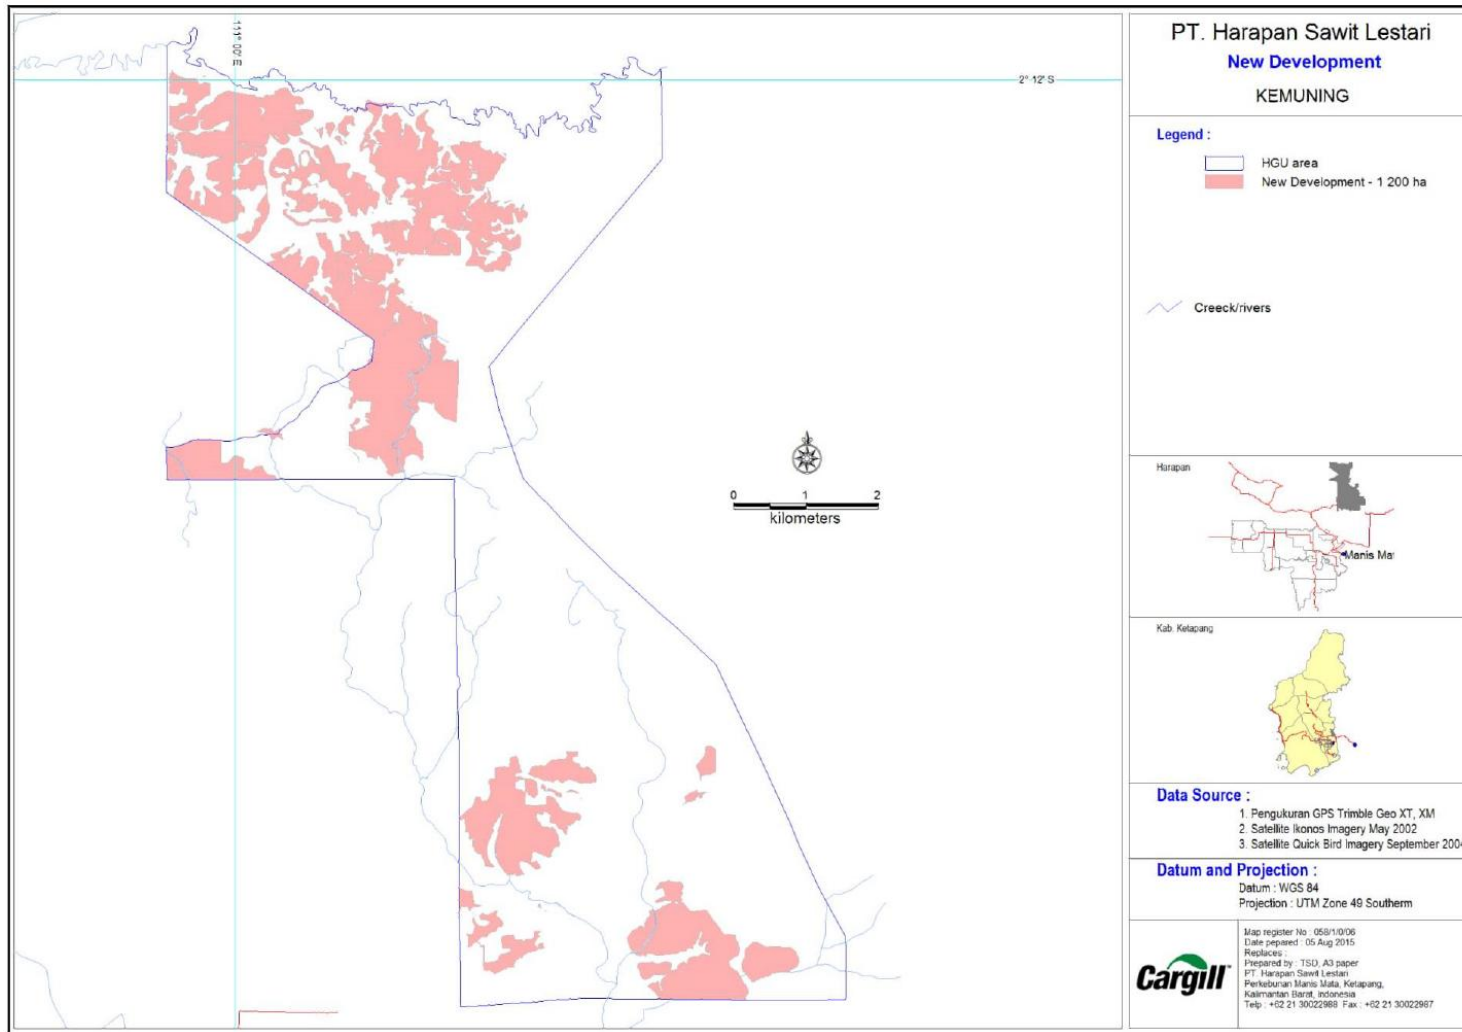 111° 00' E
2° 12' S
0 1 2
kilometers
PT. Harapan Sawit Lestari
New Development
KEMUNING
Legend :
HGU area
New Development - 1 200 ha
Creeck/rivers
Harapan
Manis Mat
Kab. Ketapang
Data Source :
1. Pengukuran GPS Trimble Geo XT, XM
2. Satellite Ikonos Imagery May 2002
3. Satellite Quick Bird Imagery September 2004
Datum and Projection :
Datum : WGS 84
Projection : UTM Zone 49 Southerm
Cargill
Map register No : 058/1/0/06
Date pepared : 05 Aug 2015
Replaces :
Prepared by : TSD, A3 paper
PT. Harapan Sawit Lestari
Perkebunan Manis Mata, Ketapang,
Kalimantan Barat, Indonesia
Telp : +62 21 30022988 Fax : +62 21 30022987